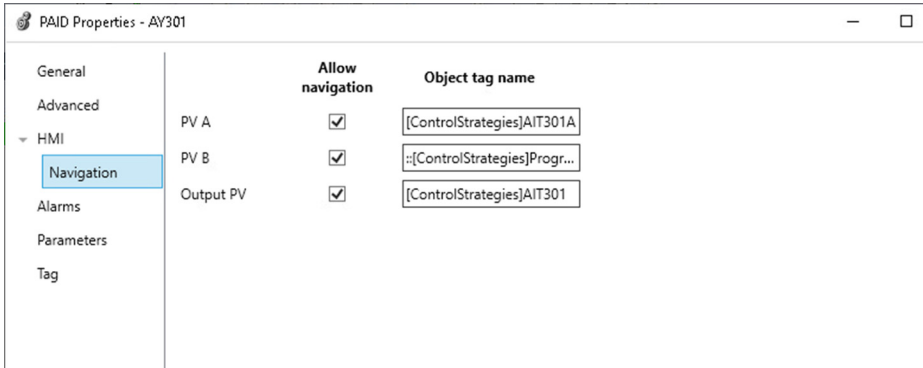 PAID Properties - AY301
General
Advanced
HMI
Navigation
Alarms
Parameters
Tag
Allow navigation
Object tag name
PV A
[ControlStrategies]AIT301A
PV B
::[ControlStrategies]Progr...
Output PV
[ControlStrategies]AIT301